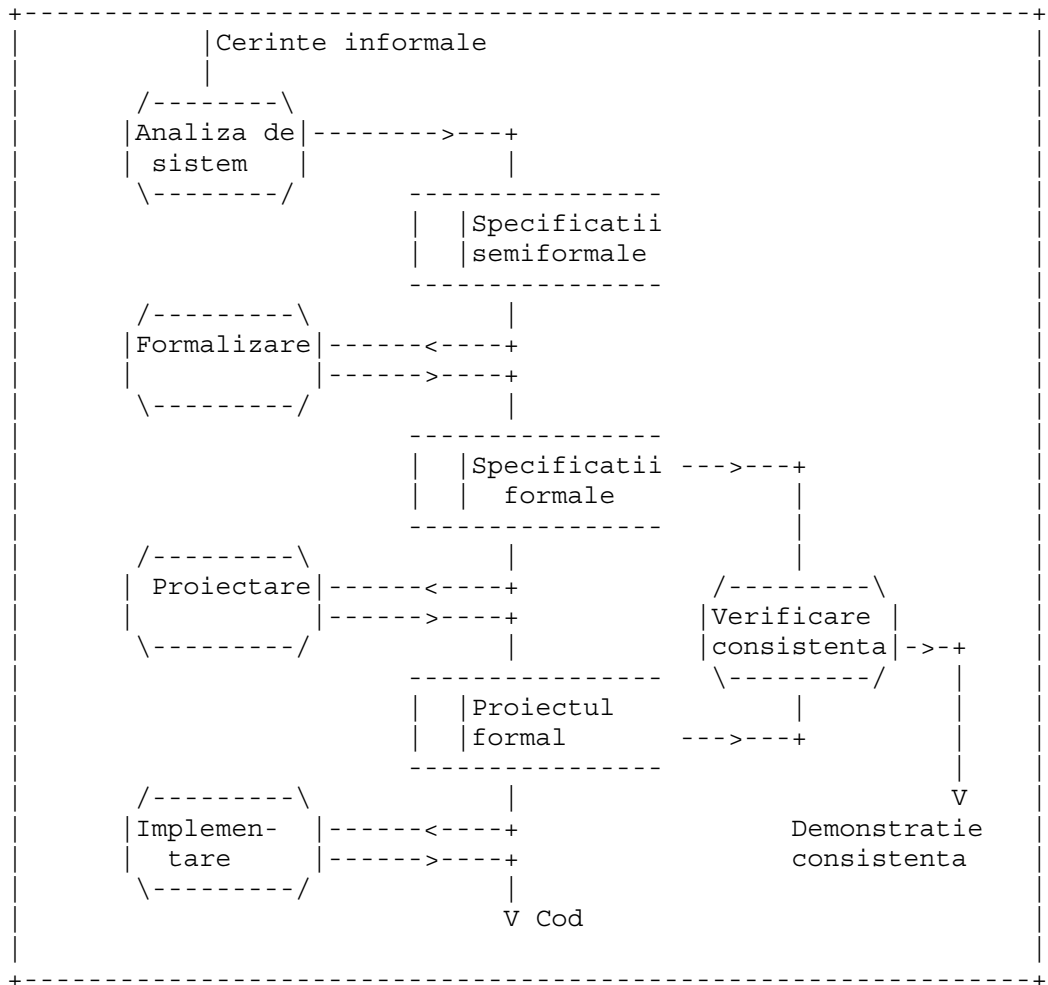 Cerinte informale
Analiza de
sistem
Specificatii
semiformale
Formalizare
Specificatii
formale
Proiectare
Verificare
consistenta
Proiectul
formal
Implemen-
tare
Demonstratie
consistenta
V Cod